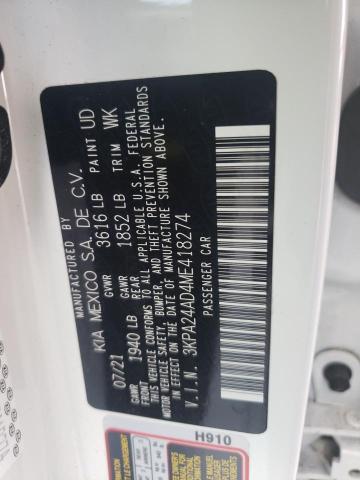 MANUFACTURED BY
KIA MEXICO S.A. DE C.V.
07/21 GVWR 3616 LB PAINT UD
GAWR FRONT 1940 LB GAWR REAR 1852 LB TRIM WK
THIS VEHICLE CONFORMS TO ALL APPLICABLE U.S.A. FEDERAL
MOTOR VEHICLE SAFETY, BUMPER, AND THEFT PREVENTION STANDARDS
IN EFFECT ON THE DATE OF MANUFACTURE SHOWN ABOVE.
V.I.N. 3KPA24AD4ME418274
PASSENGER CAR
H910